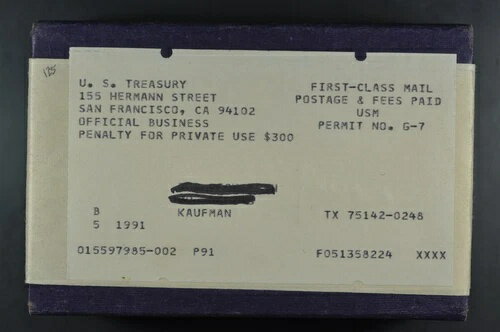 135
U. S. TREASURY
155 HERMANN STREET
SAN FRANCISCO, CA 94102
OFFICIAL BUSINESS
PENALTY FOR PRIVATE USE $300
FIRST-CLASS MAIL
POSTAGE & FEES PAID
USM
PERMIT NO. G-7
B
KAUFMAN TX 75142-0248
5 1991
015597985-002 P91 F051358224 XXXX